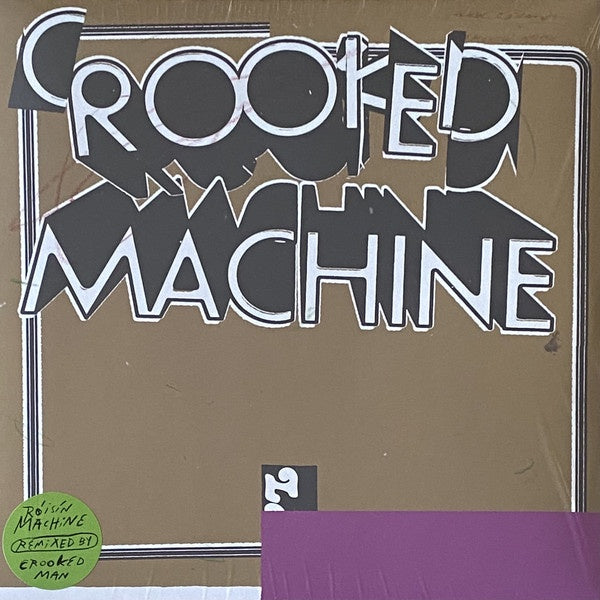 CROOKED
MACHINE
RÓISÍN
MACHINE
REMIXED BY
CROOKED
MAN